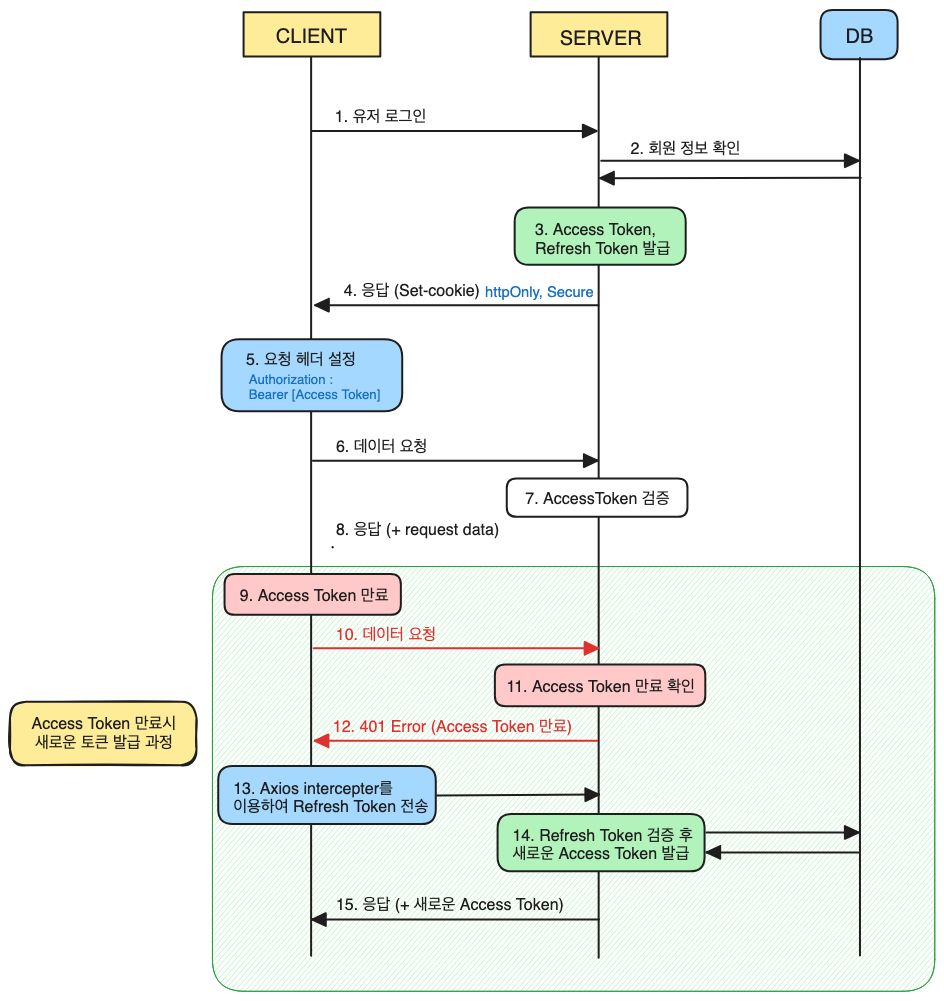 CLIENT
SERVER
DB
1. 유저 로그인
2. 회원 정보 확인
3. Access Token,
Refresh Token 발급
4. 응답 (Set-cookie) httpOnly, Secure
5. 요청 헤더 설정
Authorization :
Bearer [Access Token]
6. 데이터 요청
7. AccessToken 검증
8. 응답 (+ request data)
9. Access Token 만료
10. 데이터 요청
11. Access Token 만료 확인
Access Token 만료시
새로운 토큰 발급 과정
12. 401 Error (Access Token 만료)
13. Axios intercepter를
이용하여 Refresh Token 전송
14. Refresh Token 검증 후
새로운 Access Token 발급
15. 응답 (+ 새로운 Access Token)